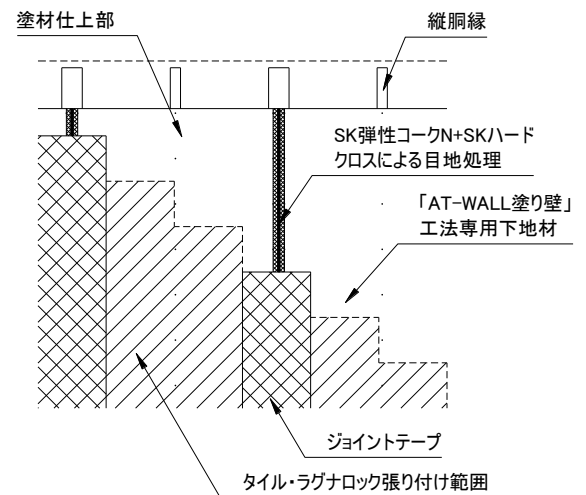 塗材仕上部
縦胴縁
SK弾性コークN+SKハード
クロスによる目地処理
「AT-WALL塗り壁」
工法専用下地材
ジョイントテープ
タイル・ラグナロック張り付け範囲